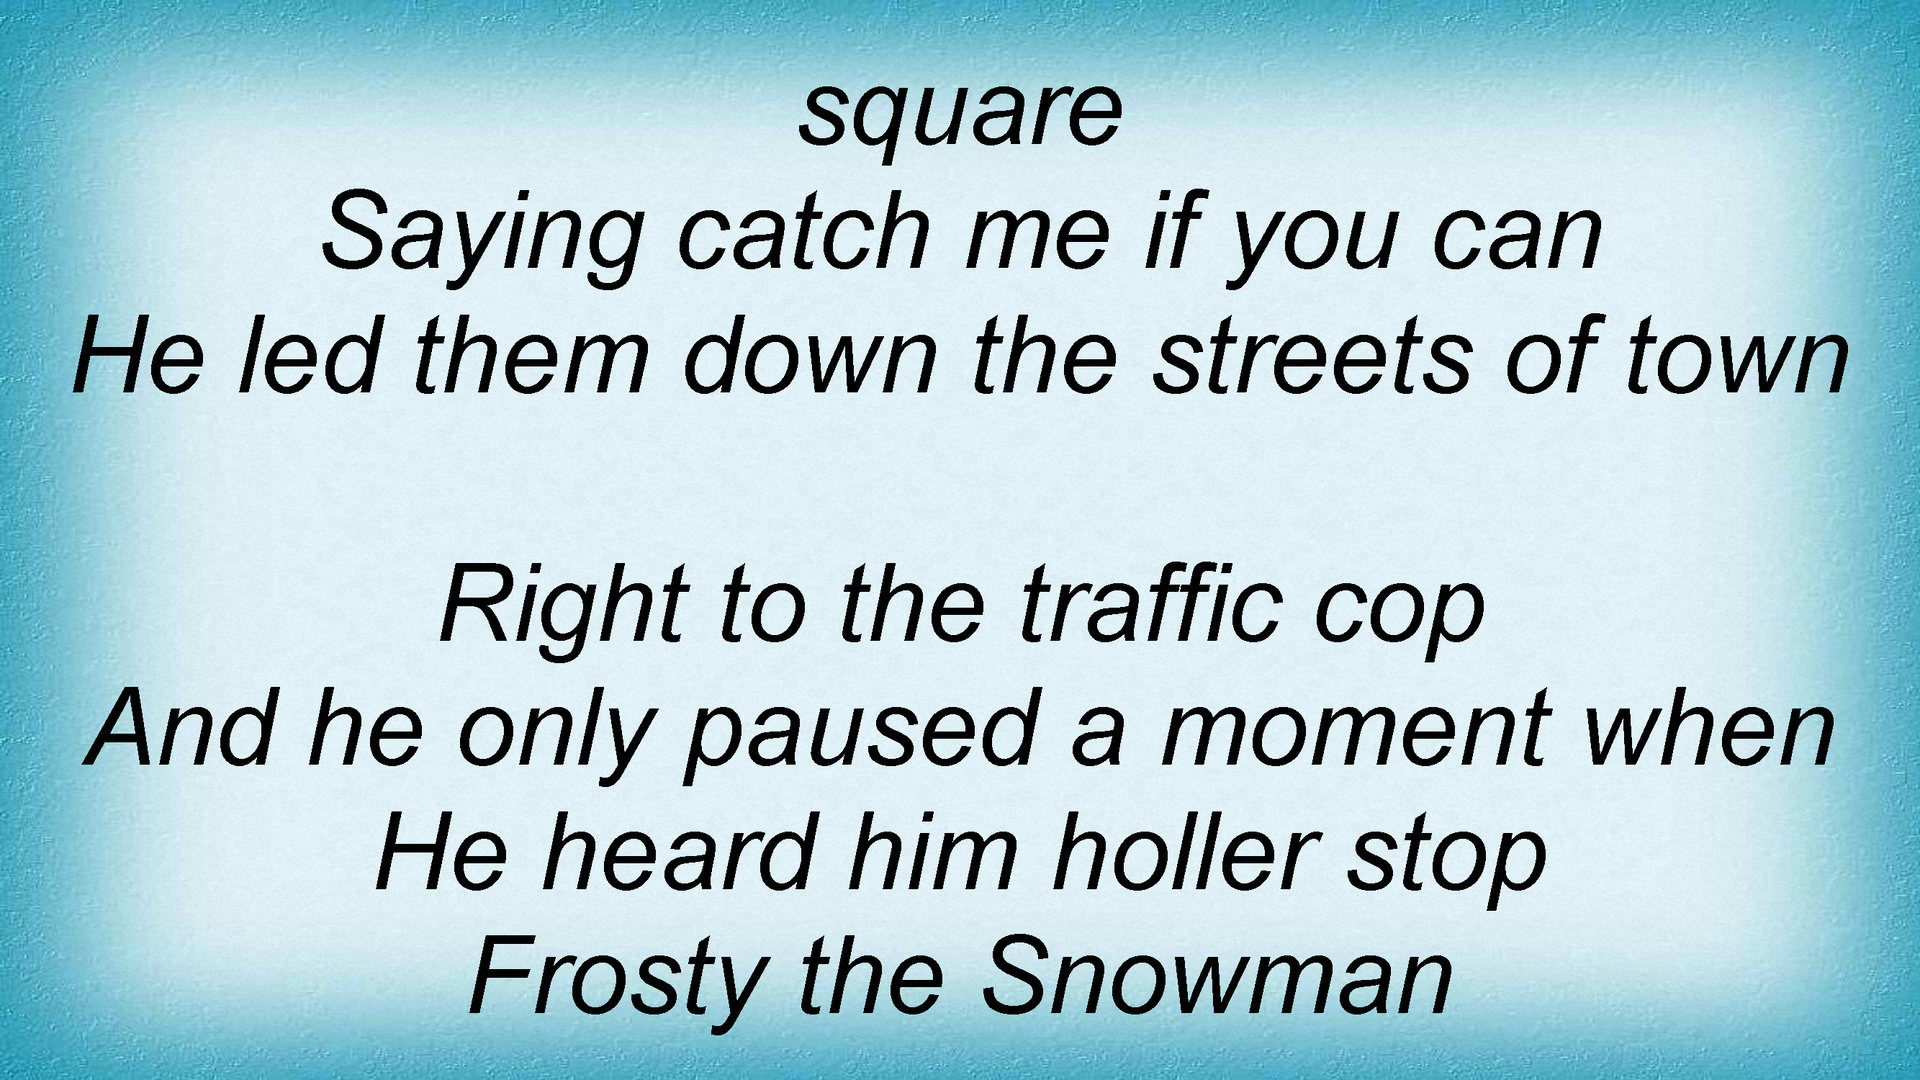 square
Saying catch me if you can
He led them down the streets of town
Right to the traffic cop
And he only paused a moment when
He heard him holler stop
Frosty the Snowman